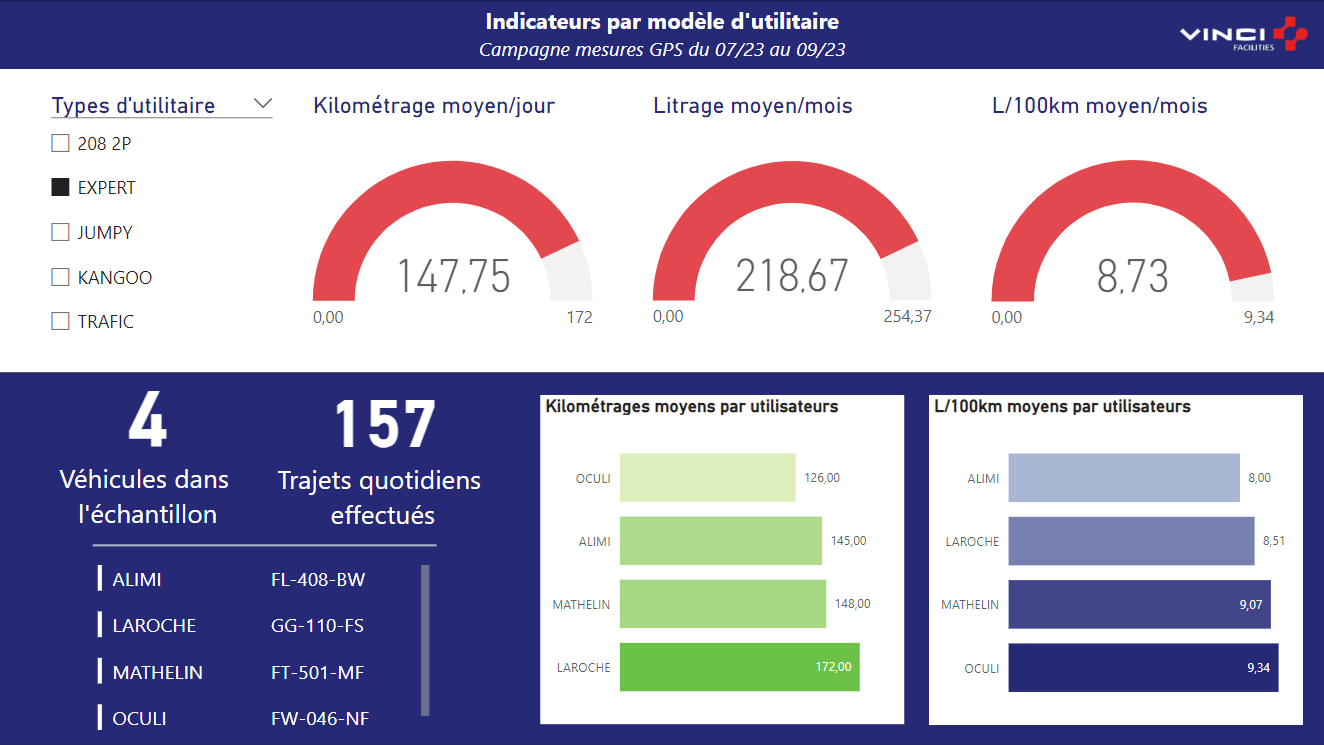 Indicateurs par modèle d'utilitaire
Campagne mesures GPS du 07/23 au 09/23
VINCI
FACILITIES
Types d'utilitaire
208 2P
EXPERT
JUMPY
KANGOO
TRAFIC
Kilométrage moyen/jour
147,75
0,00
172
Litrage moyen/mois
218,67
0,00
254,37
L/100km moyen/mois
8,73
0,00
9,34
4
Véhicules dans
l'échantillon
157
Trajets quotidiens
effectués
ALIMI FL-408-BW
LAROCHE GG-110-FS
MATHELIN FT-501-MF
OCULI FW-046-NF
Kilométrages moyens par utilisateurs
OCULI 126,00
ALIMI 145,00
MATHELIN 148,00
LAROCHE 172,00
L/100km moyens par utilisateurs
ALIMI 8,00
LAROCHE 8,51
MATHELIN 9,07
OCULI 9,34